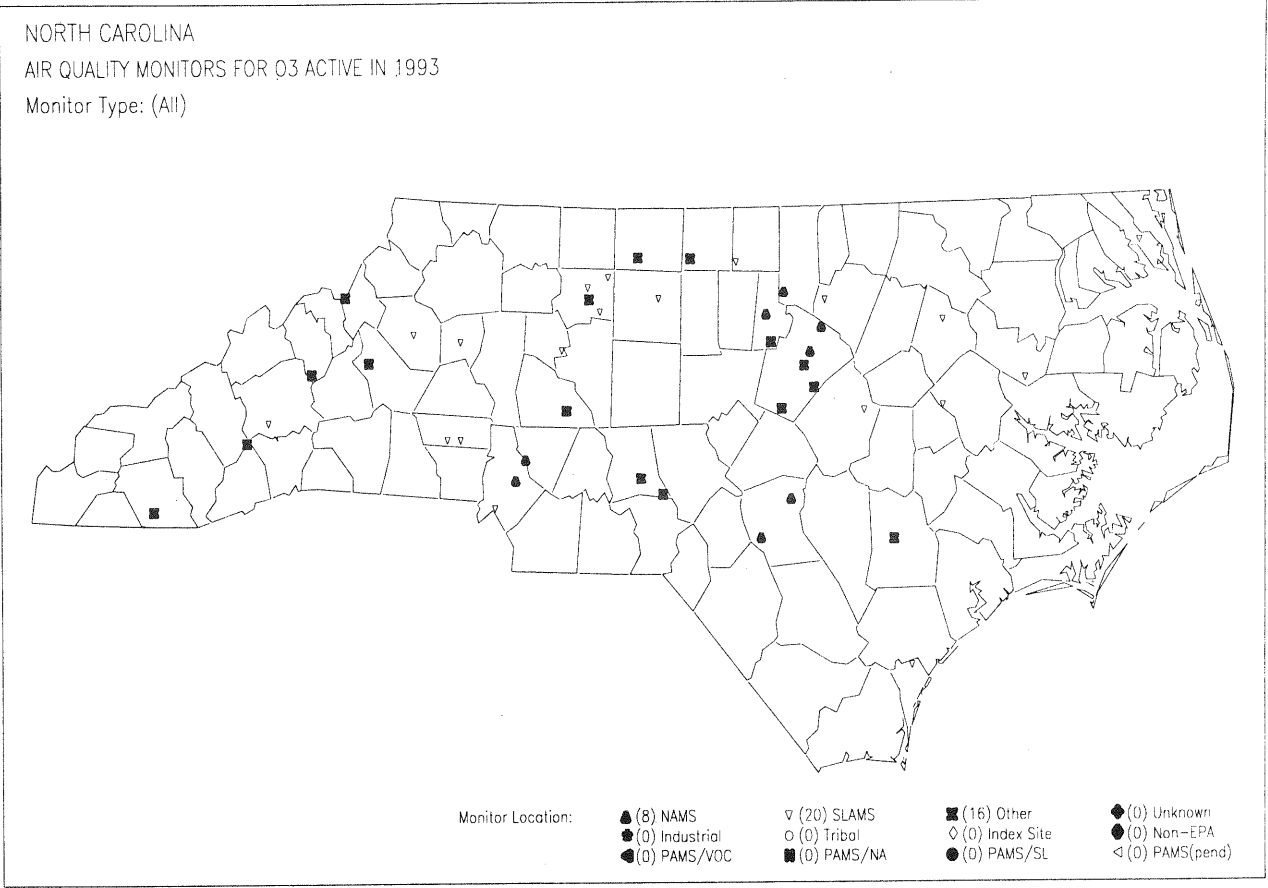 NORTH CAROLINA
AIR QUALITY MONITORS FOR O3 ACTIVE IN 1993
Monitor Type: (All)
Monitor Location: (8) NAMS (20) SLAMS (16) Other (0) Unknown
(0) Industrial (0) Tribal (0) Index Site (0) Non-EPA
(0) PAMS/VOC (0) PAMS/NA (0) PAMS/SL (0) PAMS(pend)